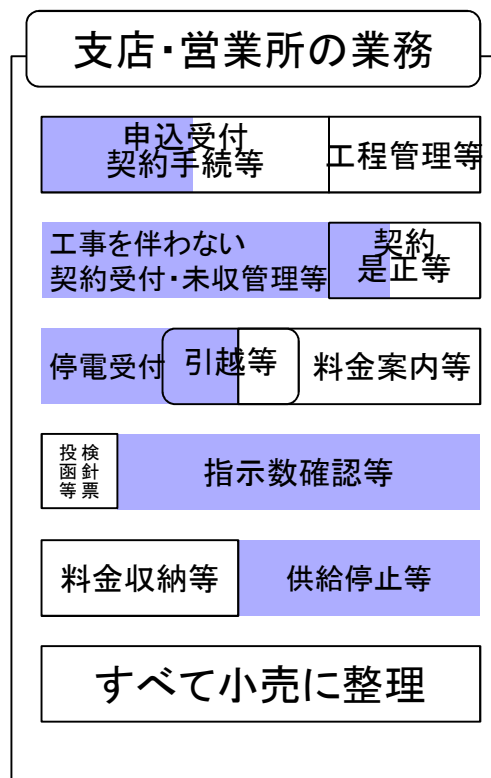 支店・営業所の業務
申込受付
契約手続等
工程管理等
工事を伴わない
契約受付・未収管理等
契約
是正等
停電受付
引越等
料金案内等
検針票
投函等
指示数確認等
料金収納等
供給停止等
すべて小売に整理